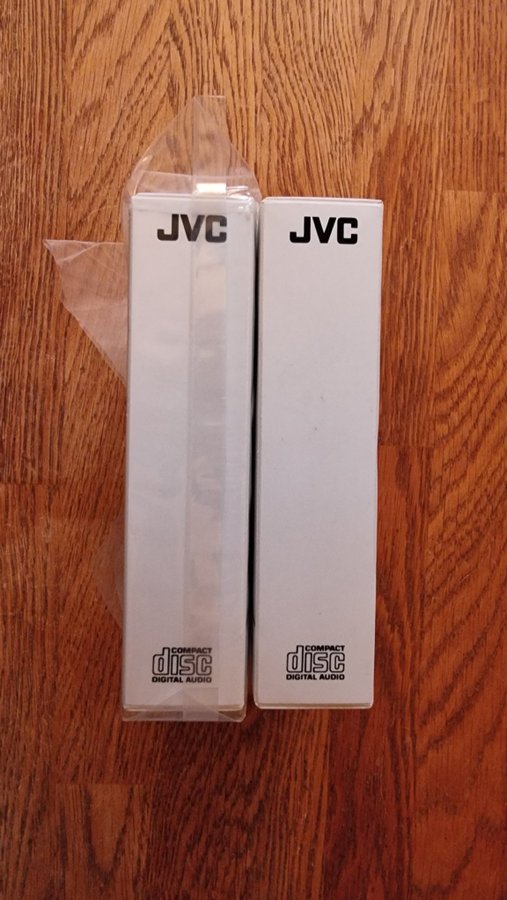 JVC
COMPACT
disc
DIGITAL AUDIO
JVC
COMPACT
disc
DIGITAL AUDIO